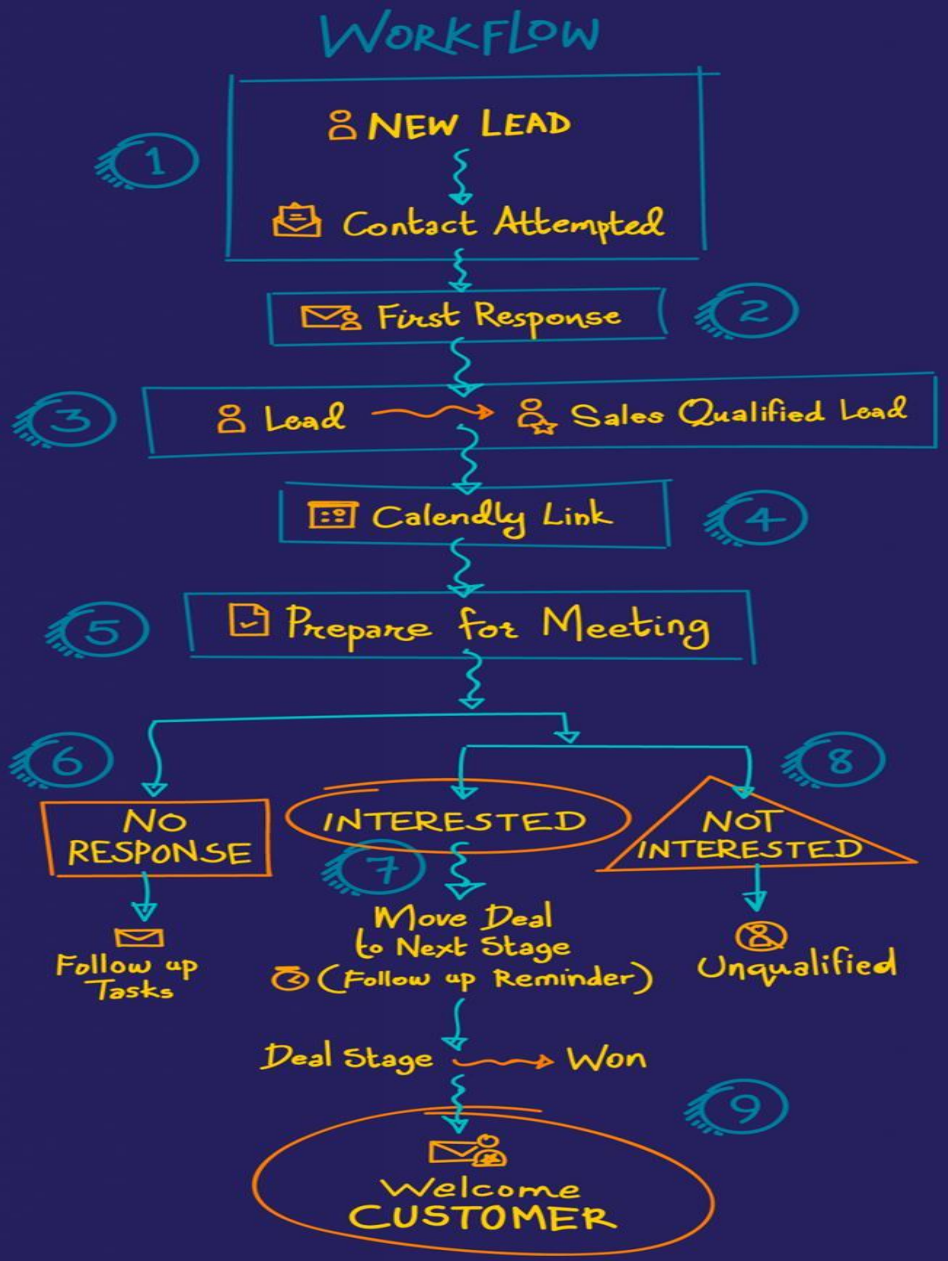 WORKFLOW
1
NEW LEAD
Contact Attempted
First Response
2
3
Lead
Sales Qualified Lead
Calendly Link
4
5
Prepare for Meeting
6
8
NO
RESPONSE
INTERESTED
NOT
INTERESTED
7
Follow up
Tasks
Move Deal
to Next Stage
(Follow up Reminder)
Unqualified
Deal Stage
Won
9
Welcome
CUSTOMER